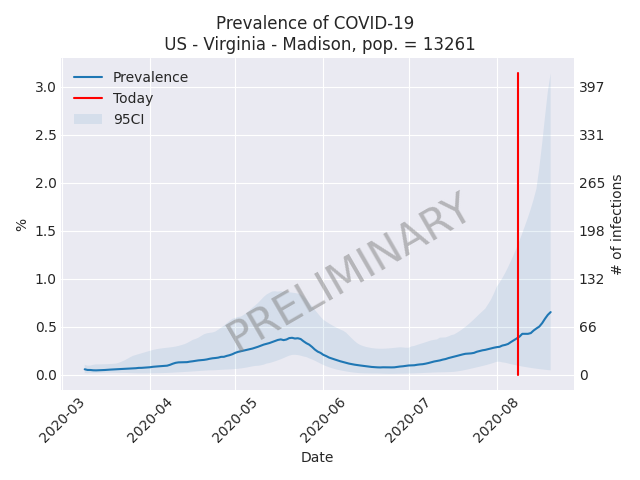 Prevalence of COVID-19
US - Virginia - Madison, pop. = 13261
Prevalence
Today
95CI
PRELIMINARY
%
3.0
2.5
2.0
1.5
1.0
0.5
0.0
397
331
265
198
132
66
0
# of infections
2020-03
2020-04
2020-05
2020-06
2020-07
2020-08
Date